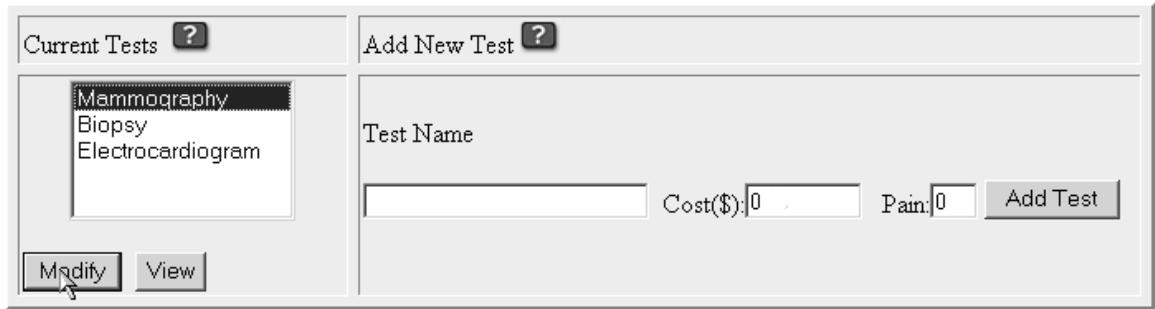 Current Tests ?
Add New Test ?
Mammography
Biopsy
Electrocardiogram
Test Name
Cost($): 0 Pain: 0 Add Test
Modify View